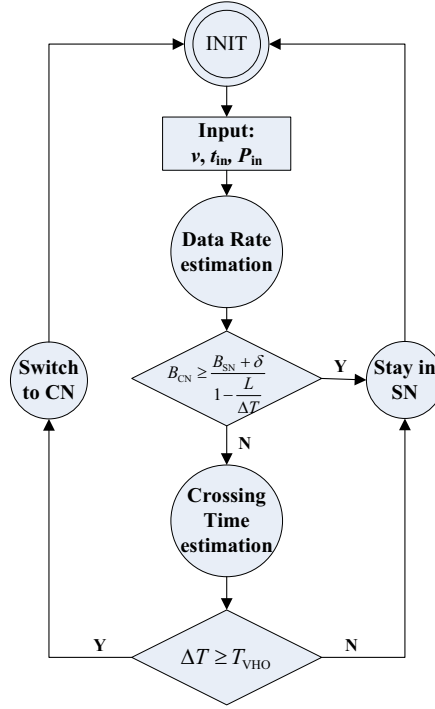 INIT
Input:
v, t_in, P_in
Data Rate
estimation
B_CN ≥ (B_SN + δ) / (1 − L/ΔT)
Y
Switch
to CN
Stay in
SN
N
Crossing
Time
estimation
Y
N
ΔT ≥ T_VHO